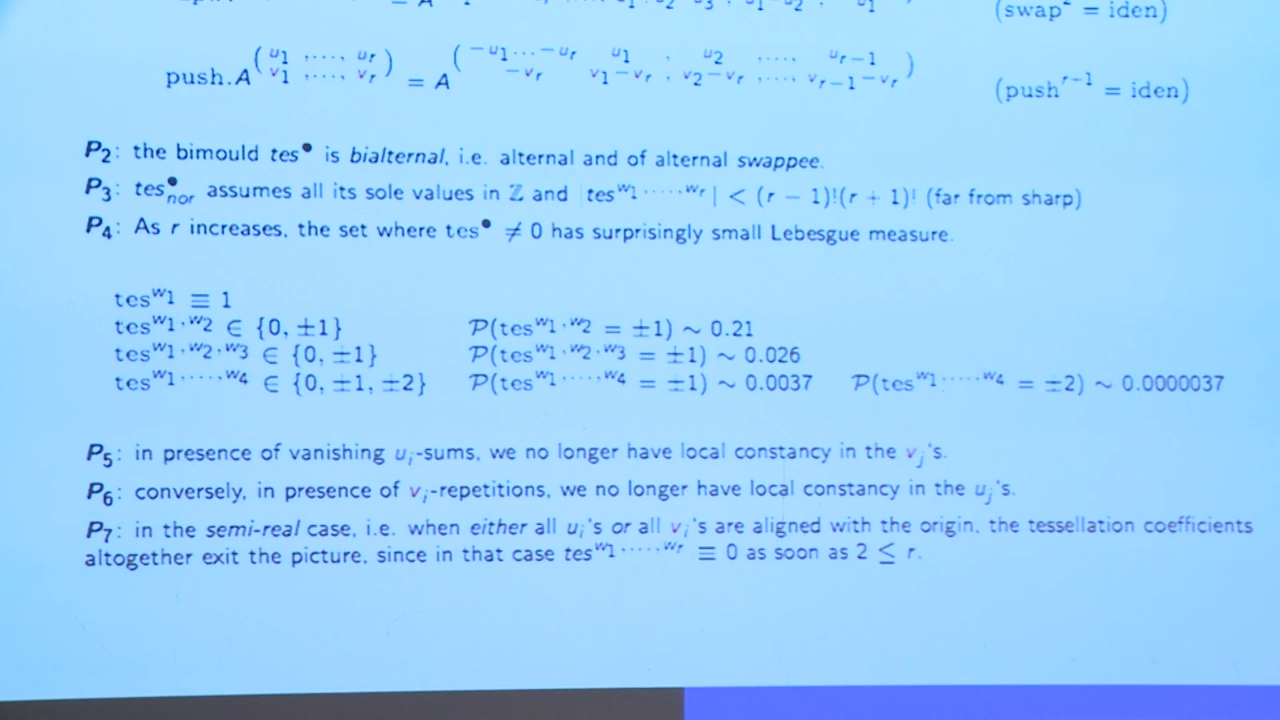 (swap² = iden)
push.A^(u₁ ,...., uᵣ / v₁ ,...., vᵣ) = A^(−u₁...−uᵣ u₁ , u₂ ,...., uᵣ₋₁ / −vᵣ v₁−vᵣ , v₂−vᵣ ,...., vᵣ₋₁−vᵣ) (push^{r−1} = iden)
P₂: the bimould tes• is bialternal, i.e. alternal and of alternal swappee.
P₃: tes•ₙₒᵣ assumes all its sole values in ℤ and |tes^{w₁,....,wᵣ}| < (r − 1)!(r + 1)! (far from sharp)
P₄: As r increases, the set where tes• ≠ 0 has surprisingly small Lebesgue measure.
tes^{w₁} ≡ 1
tes^{w₁,w₂} ∈ {0, ±1} P(tes^{w₁,w₂} = ±1) ∼ 0.21
tes^{w₁,w₂,w₃} ∈ {0, ±1} P(tes^{w₁,w₂,w₃} = ±1) ∼ 0.026
tes^{w₁,....,w₄} ∈ {0, ±1, ±2} P(tes^{w₁,....,w₄} = ±1) ∼ 0.0037 P(tes^{w₁,....,w₄} = ±2) ∼ 0.0000037
P₅: in presence of vanishing uᵢ-sums, we no longer have local constancy in the vⱼ's.
P₆: conversely, in presence of vᵢ-repetitions, we no longer have local constancy in the uⱼ's.
P₇: in the semi-real case, i.e. when either all uᵢ's or all vᵢ's are aligned with the origin, the tessellation coefficients
altogether exit the picture, since in that case tes^{w₁,....,wᵣ} ≡ 0 as soon as 2 ≤ r.